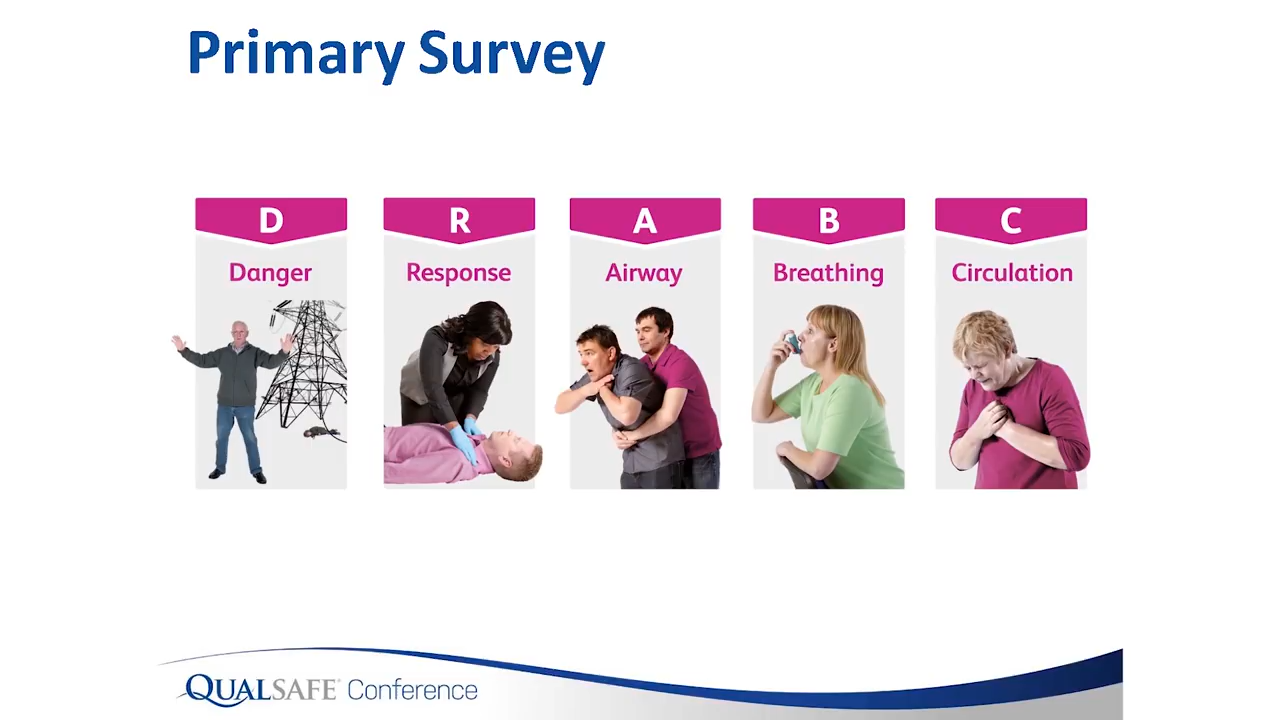 Primary Survey
D R A B C
Danger Response Airway Breathing Circulation
QUALSAFE® Conference